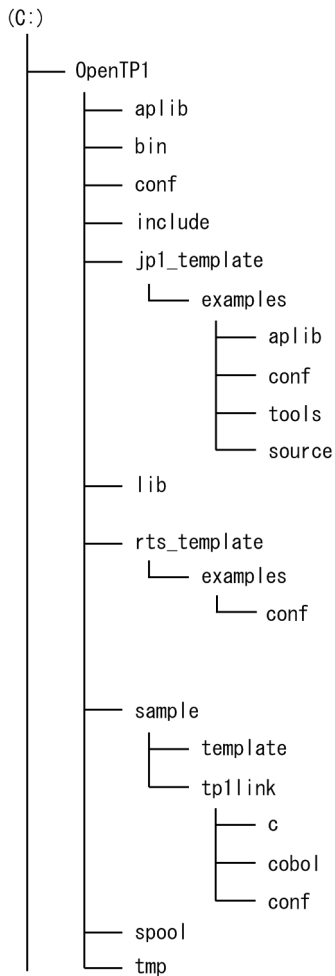 (C:)
OpenTP1
aplib
bin
conf
include
jp1_template
examples
aplib
conf
tools
source
lib
rts_template
examples
conf
sample
template
tp1link
c
cobol
conf
spool
tmp